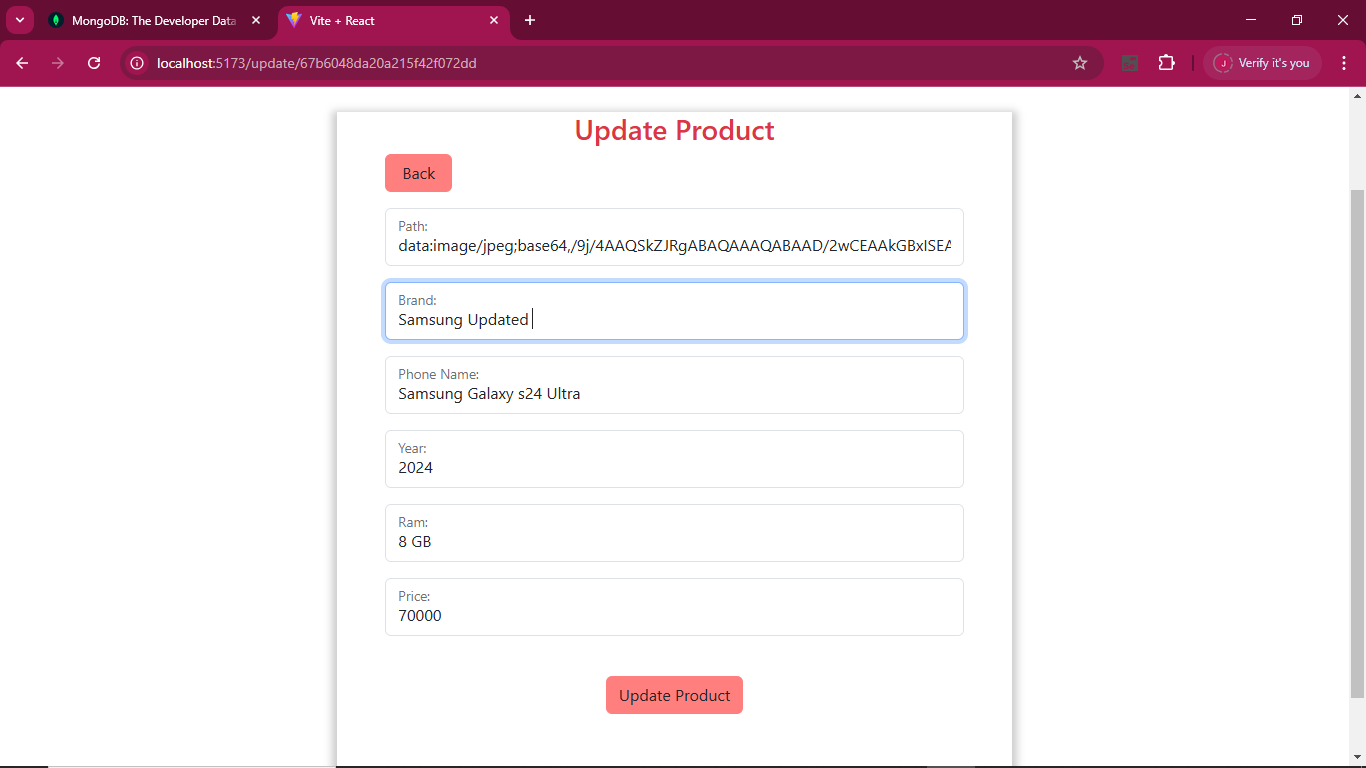 MongoDB: The Developer Data
Vite + React
localhost:5173/update/67b6048da20a215f42f072dd
J
Verify it's you
Update Product
Back
Path:
data:image/jpeg;base64,/9j/4AAQSkZJRgABAQAAAQABAAD/2wCEAAkGBxISEA
Brand:
Samsung Updated
Phone Name:
Samsung Galaxy s24 Ultra
Year:
2024
Ram:
8 GB
Price:
70000
Update Product